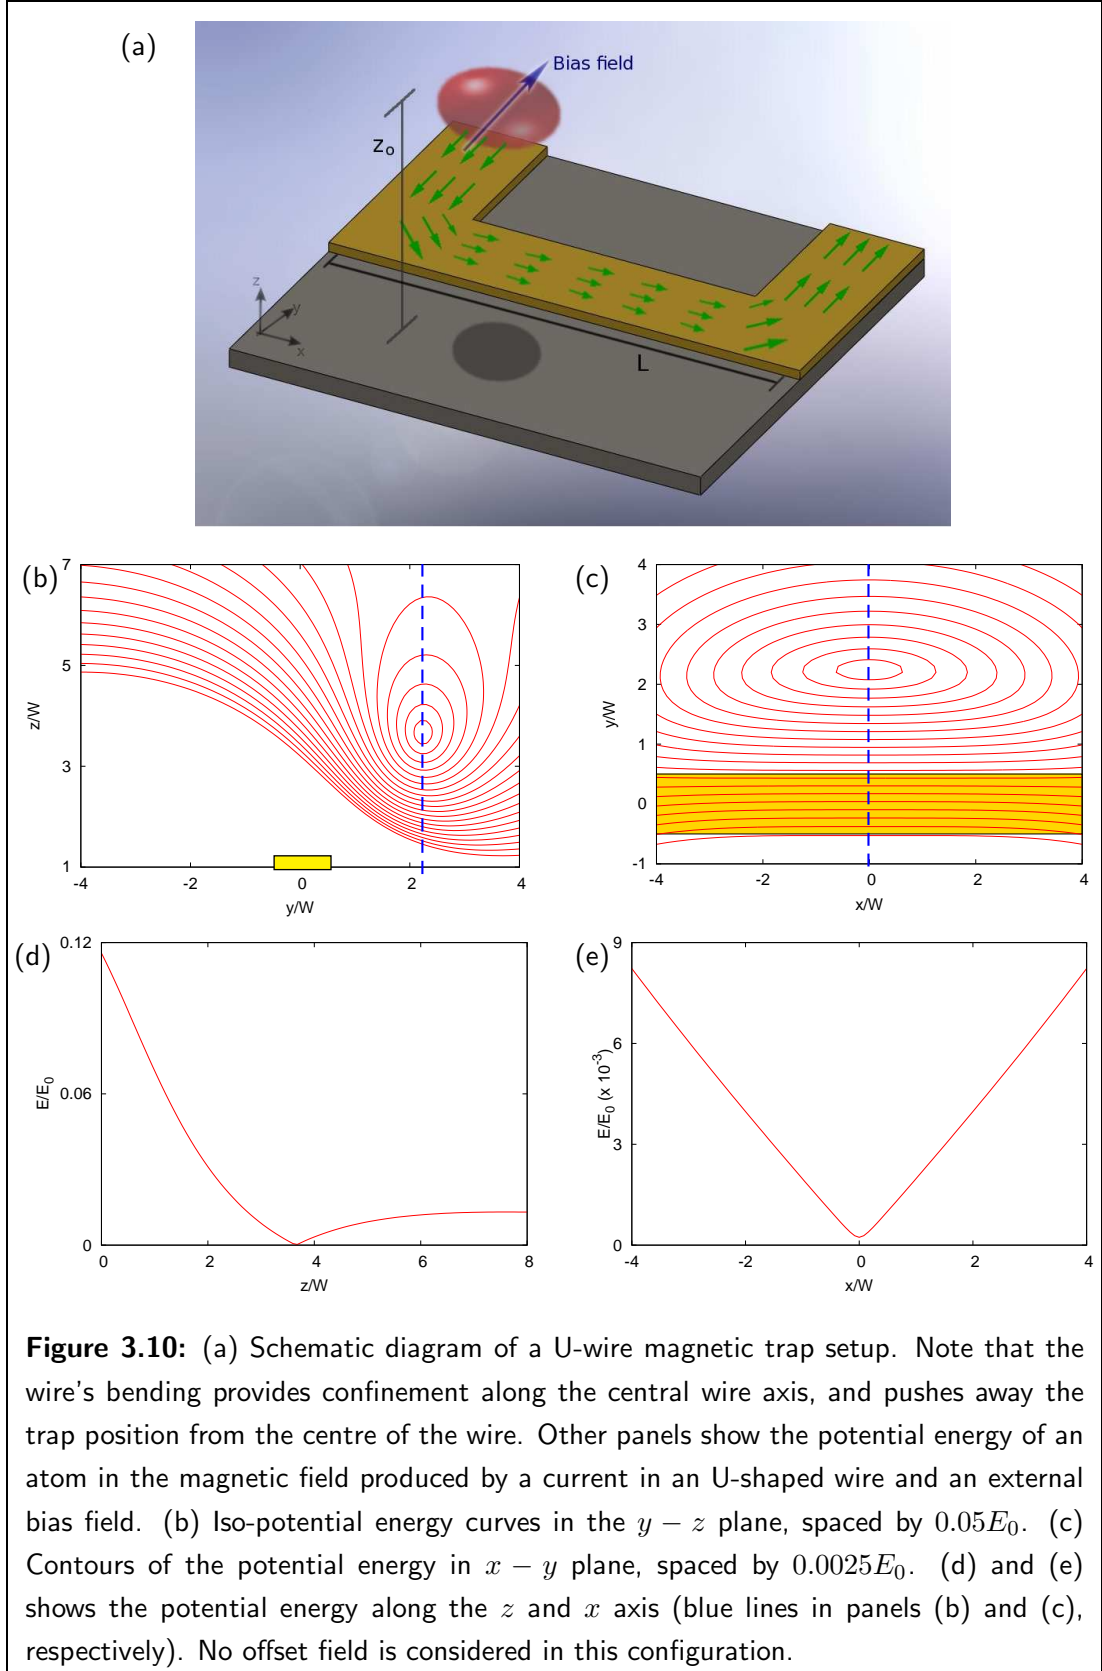 (a)
Bias field
z₀
L
z
y
x
(b)
7
5
3
1
z/W
-4
-2
0
2
4
y/W
(c)
4
3
2
1
0
-1
y/W
-4
-2
0
2
4
x/W
(d)
0.12
0.06
0
E/E₀
0
2
4
6
8
z/W
(e)
9
6
3
0
E/E₀ (x 10⁻³)
-4
-2
0
2
4
x/W
Figure 3.10: (a) Schematic diagram of a U-wire magnetic trap setup. Note that the
wire's bending provides confinement along the central wire axis, and pushes away the
trap position from the centre of the wire. Other panels show the potential energy of an
atom in the magnetic field produced by a current in an U-shaped wire and an external
bias field. (b) Iso-potential energy curves in the y − z plane, spaced by 0.05E₀. (c)
Contours of the potential energy in x − y plane, spaced by 0.0025E₀. (d) and (e)
shows the potential energy along the z and x axis (blue lines in panels (b) and (c),
respectively). No offset field is considered in this configuration.